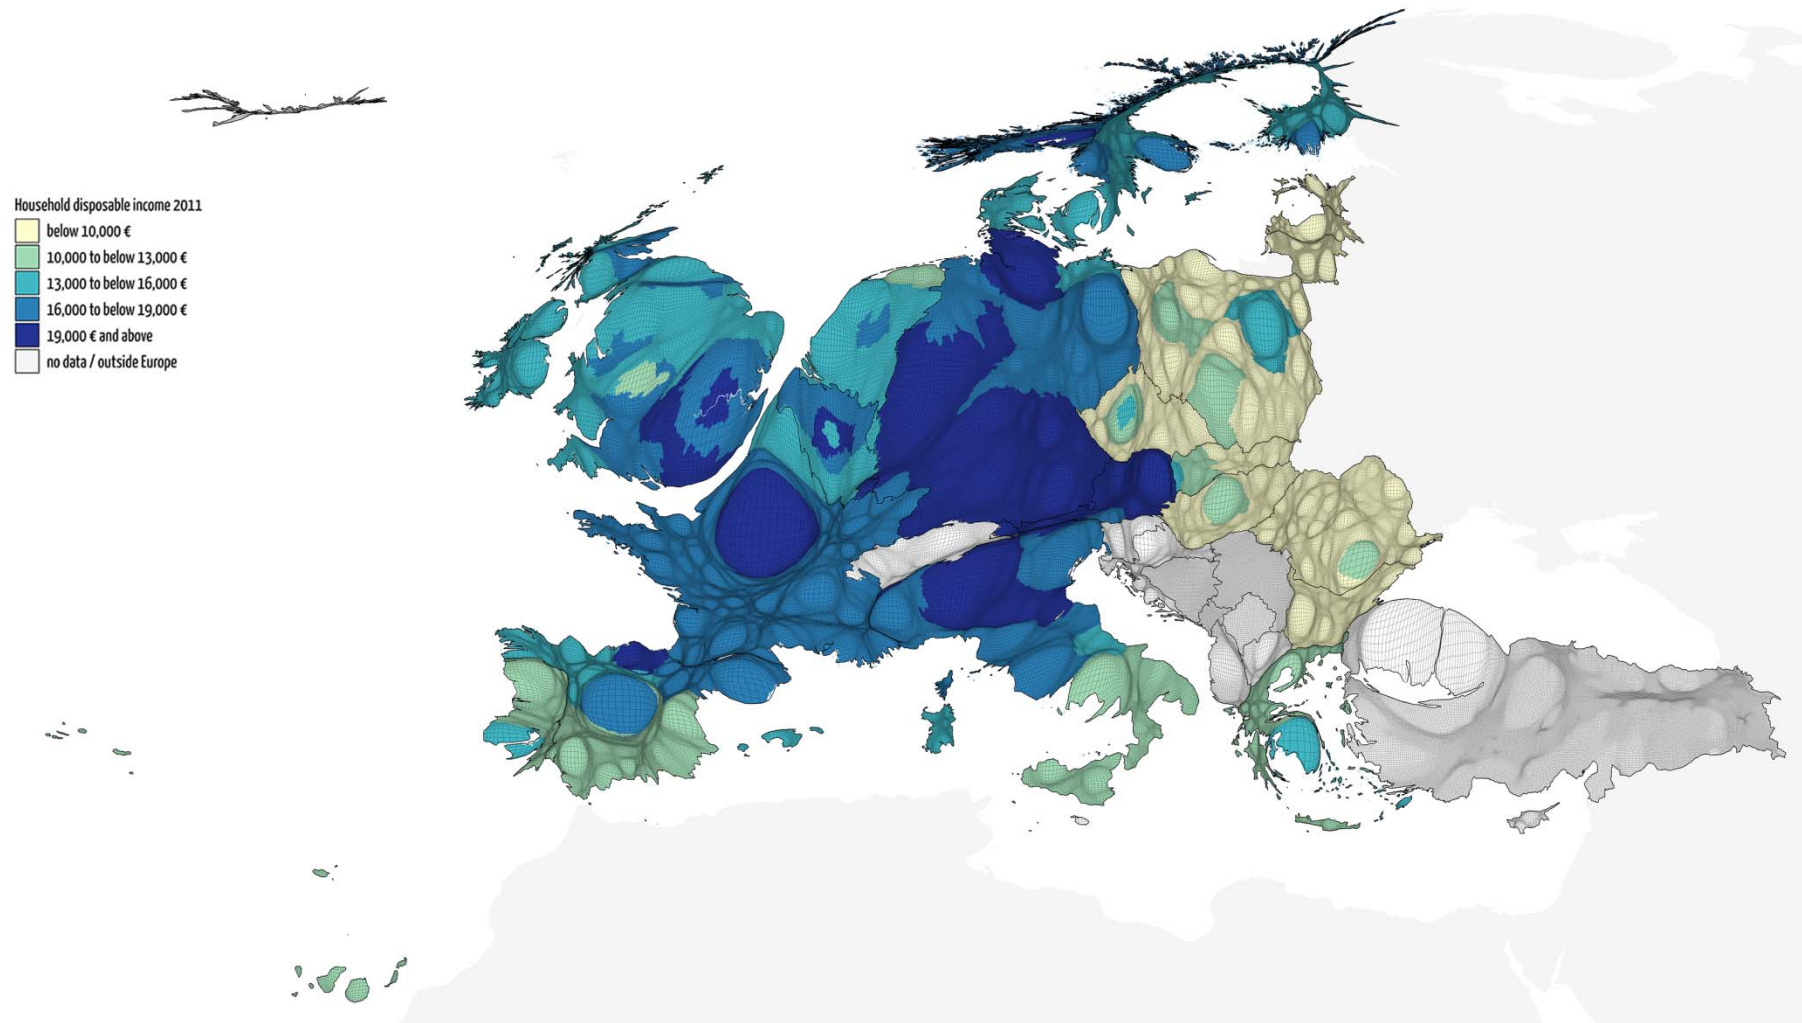 Household disposable income 2011
below 10,000 €
10,000 to below 13,000 €
13,000 to below 16,000 €
16,000 to below 19,000 €
19,000 € and above
no data / outside Europe